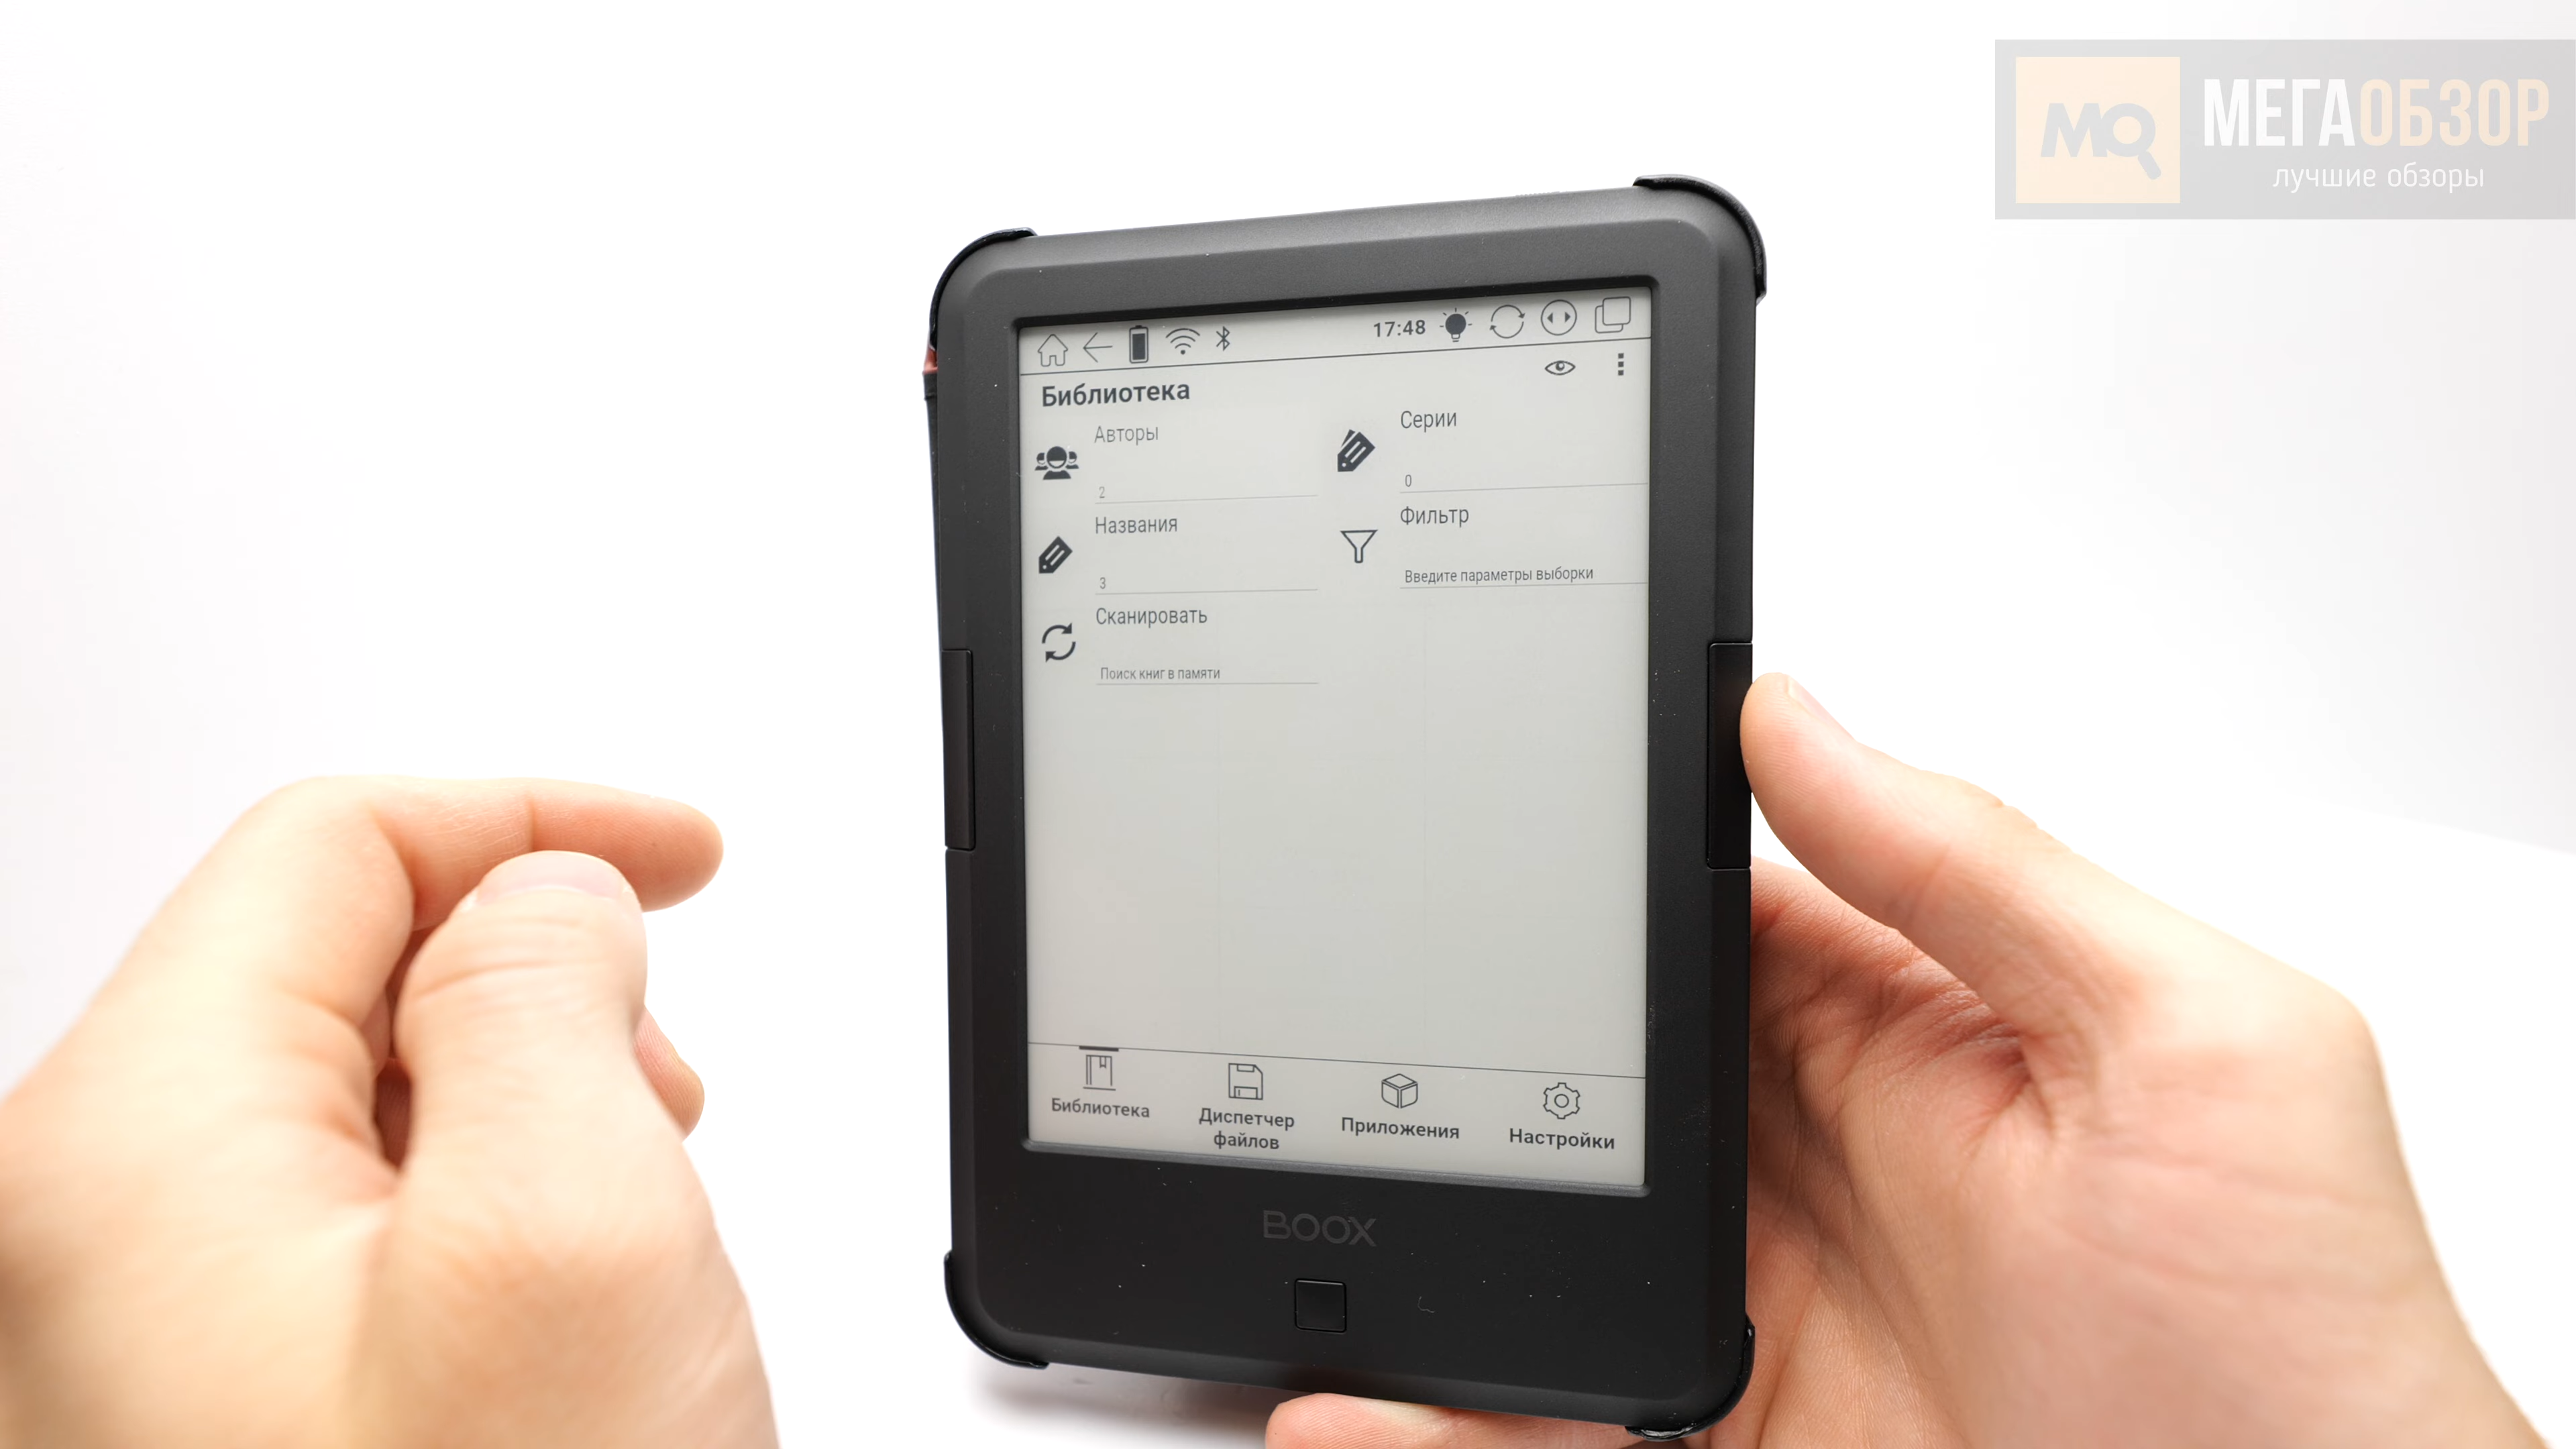 MO
МЕГАОБЗОР
лучшие обзоры
17:48
Библиотека
Авторы
2
Серии
0
Названия
3
Фильтр
Введите параметры выборки
Сканировать
Поиск книг в памяти
Библиотека
Диспетчер
файлов
Приложения
Настройки
BOOX